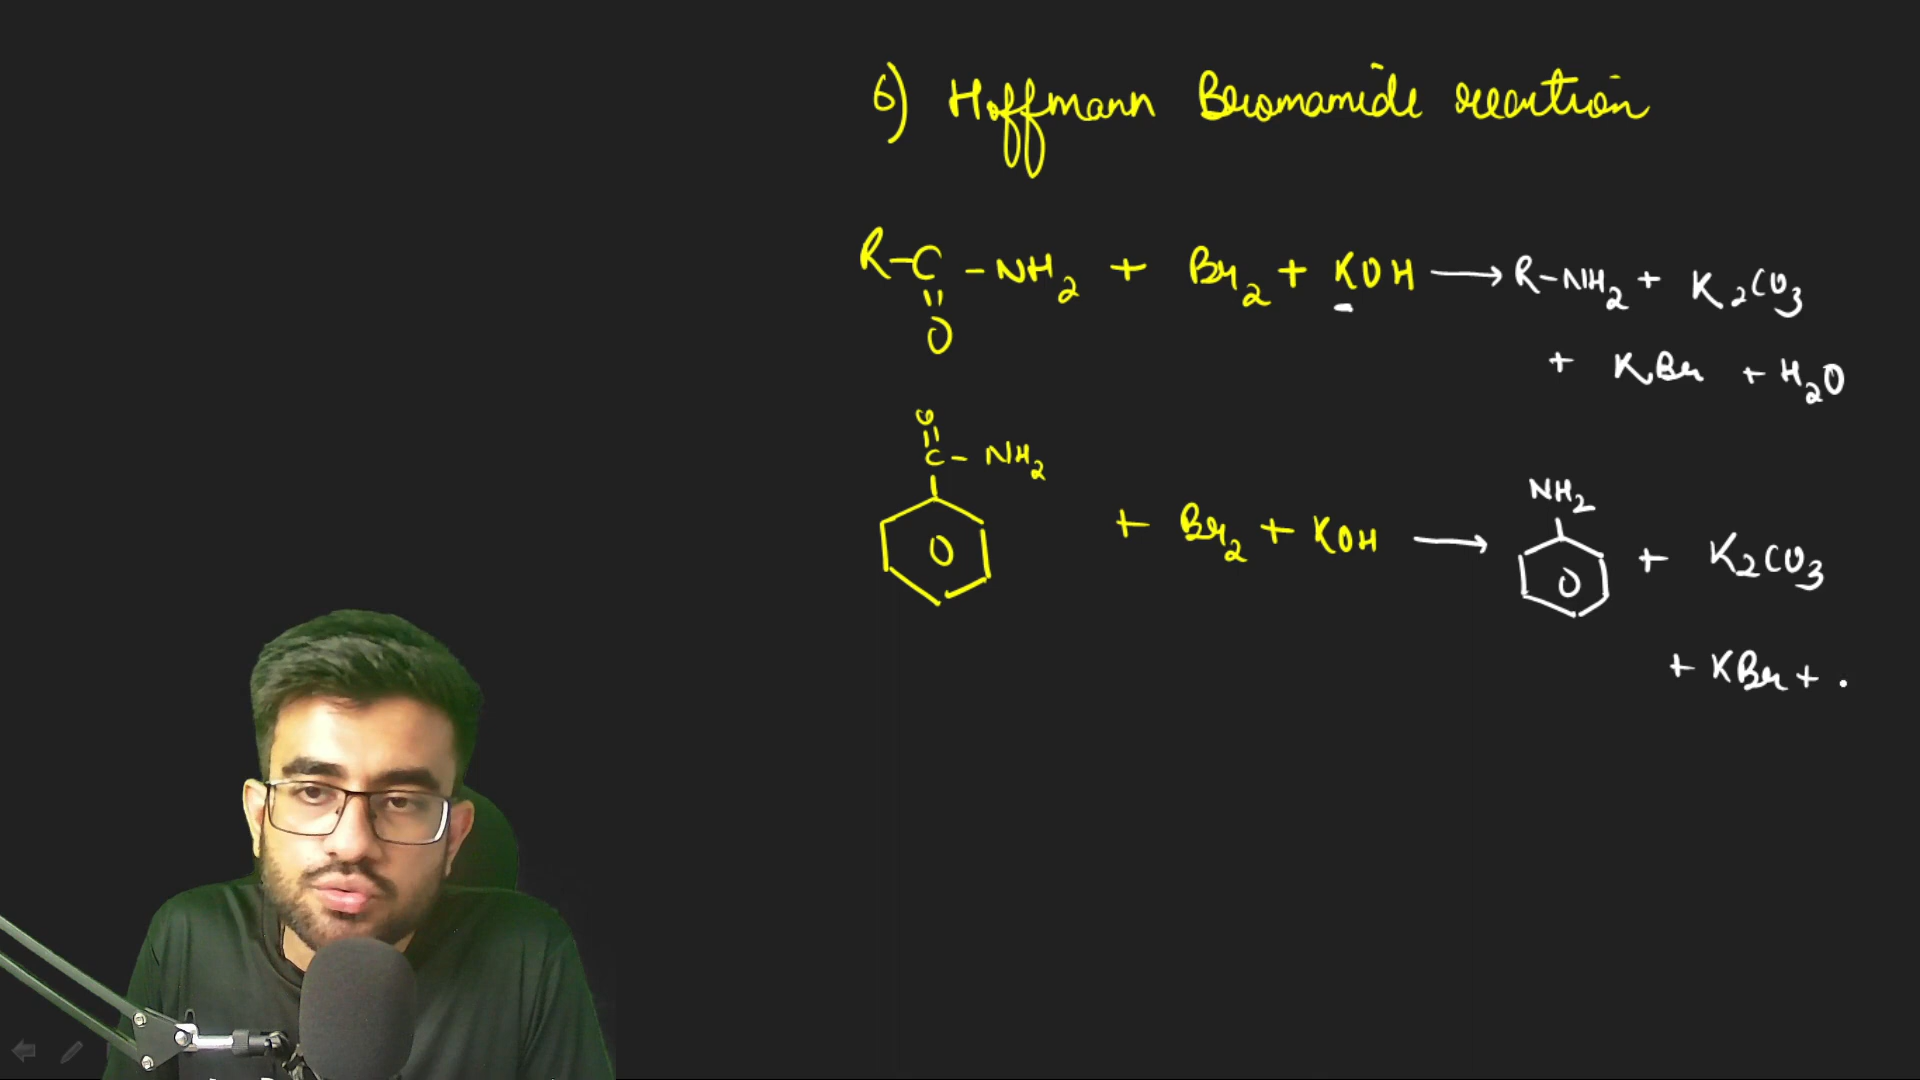 6) Hoffmann Bromamide reaction
R-C-NH2 + Br2 + KOH → R-NH2 + K2CO3
||
O
+ KBr + H2O
O
||
C-NH2
+ Br2 + KOH →
NH2
+ K2CO3
+ KBr + .